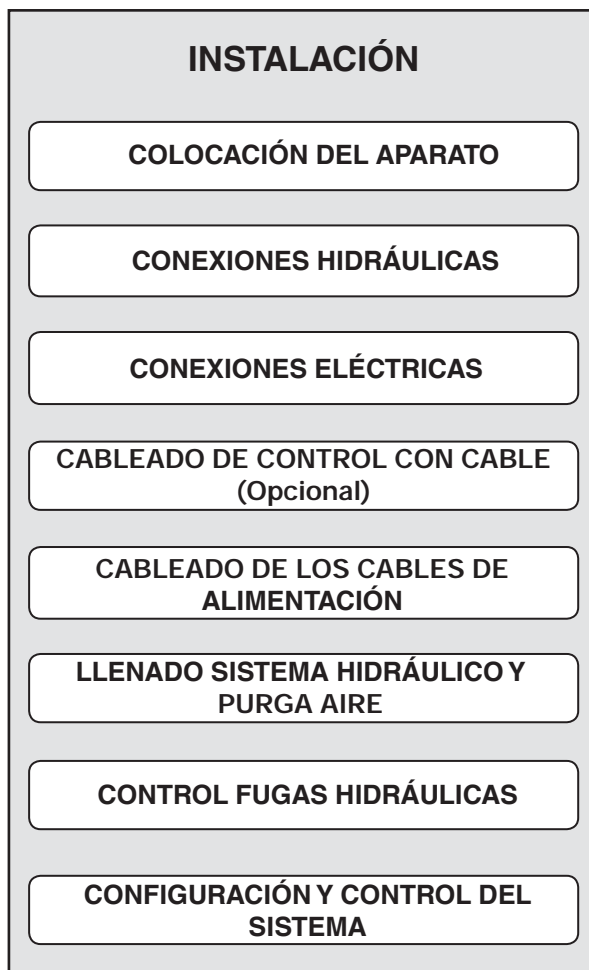 INSTALACIÓN
COLOCACIÓN DEL APARATO
CONEXIONES HIDRÁULICAS
CONEXIONES ELÉCTRICAS
CABLEADO DE CONTROL CON CABLE
(Opcional)
CABLEADO DE LOS CABLES DE
ALIMENTACIÓN
LLENADO SISTEMA HIDRÁULICO Y
PURGA AIRE
CONTROL FUGAS HIDRÁULICAS
CONFIGURACIÓN Y CONTROL DEL
SISTEMA